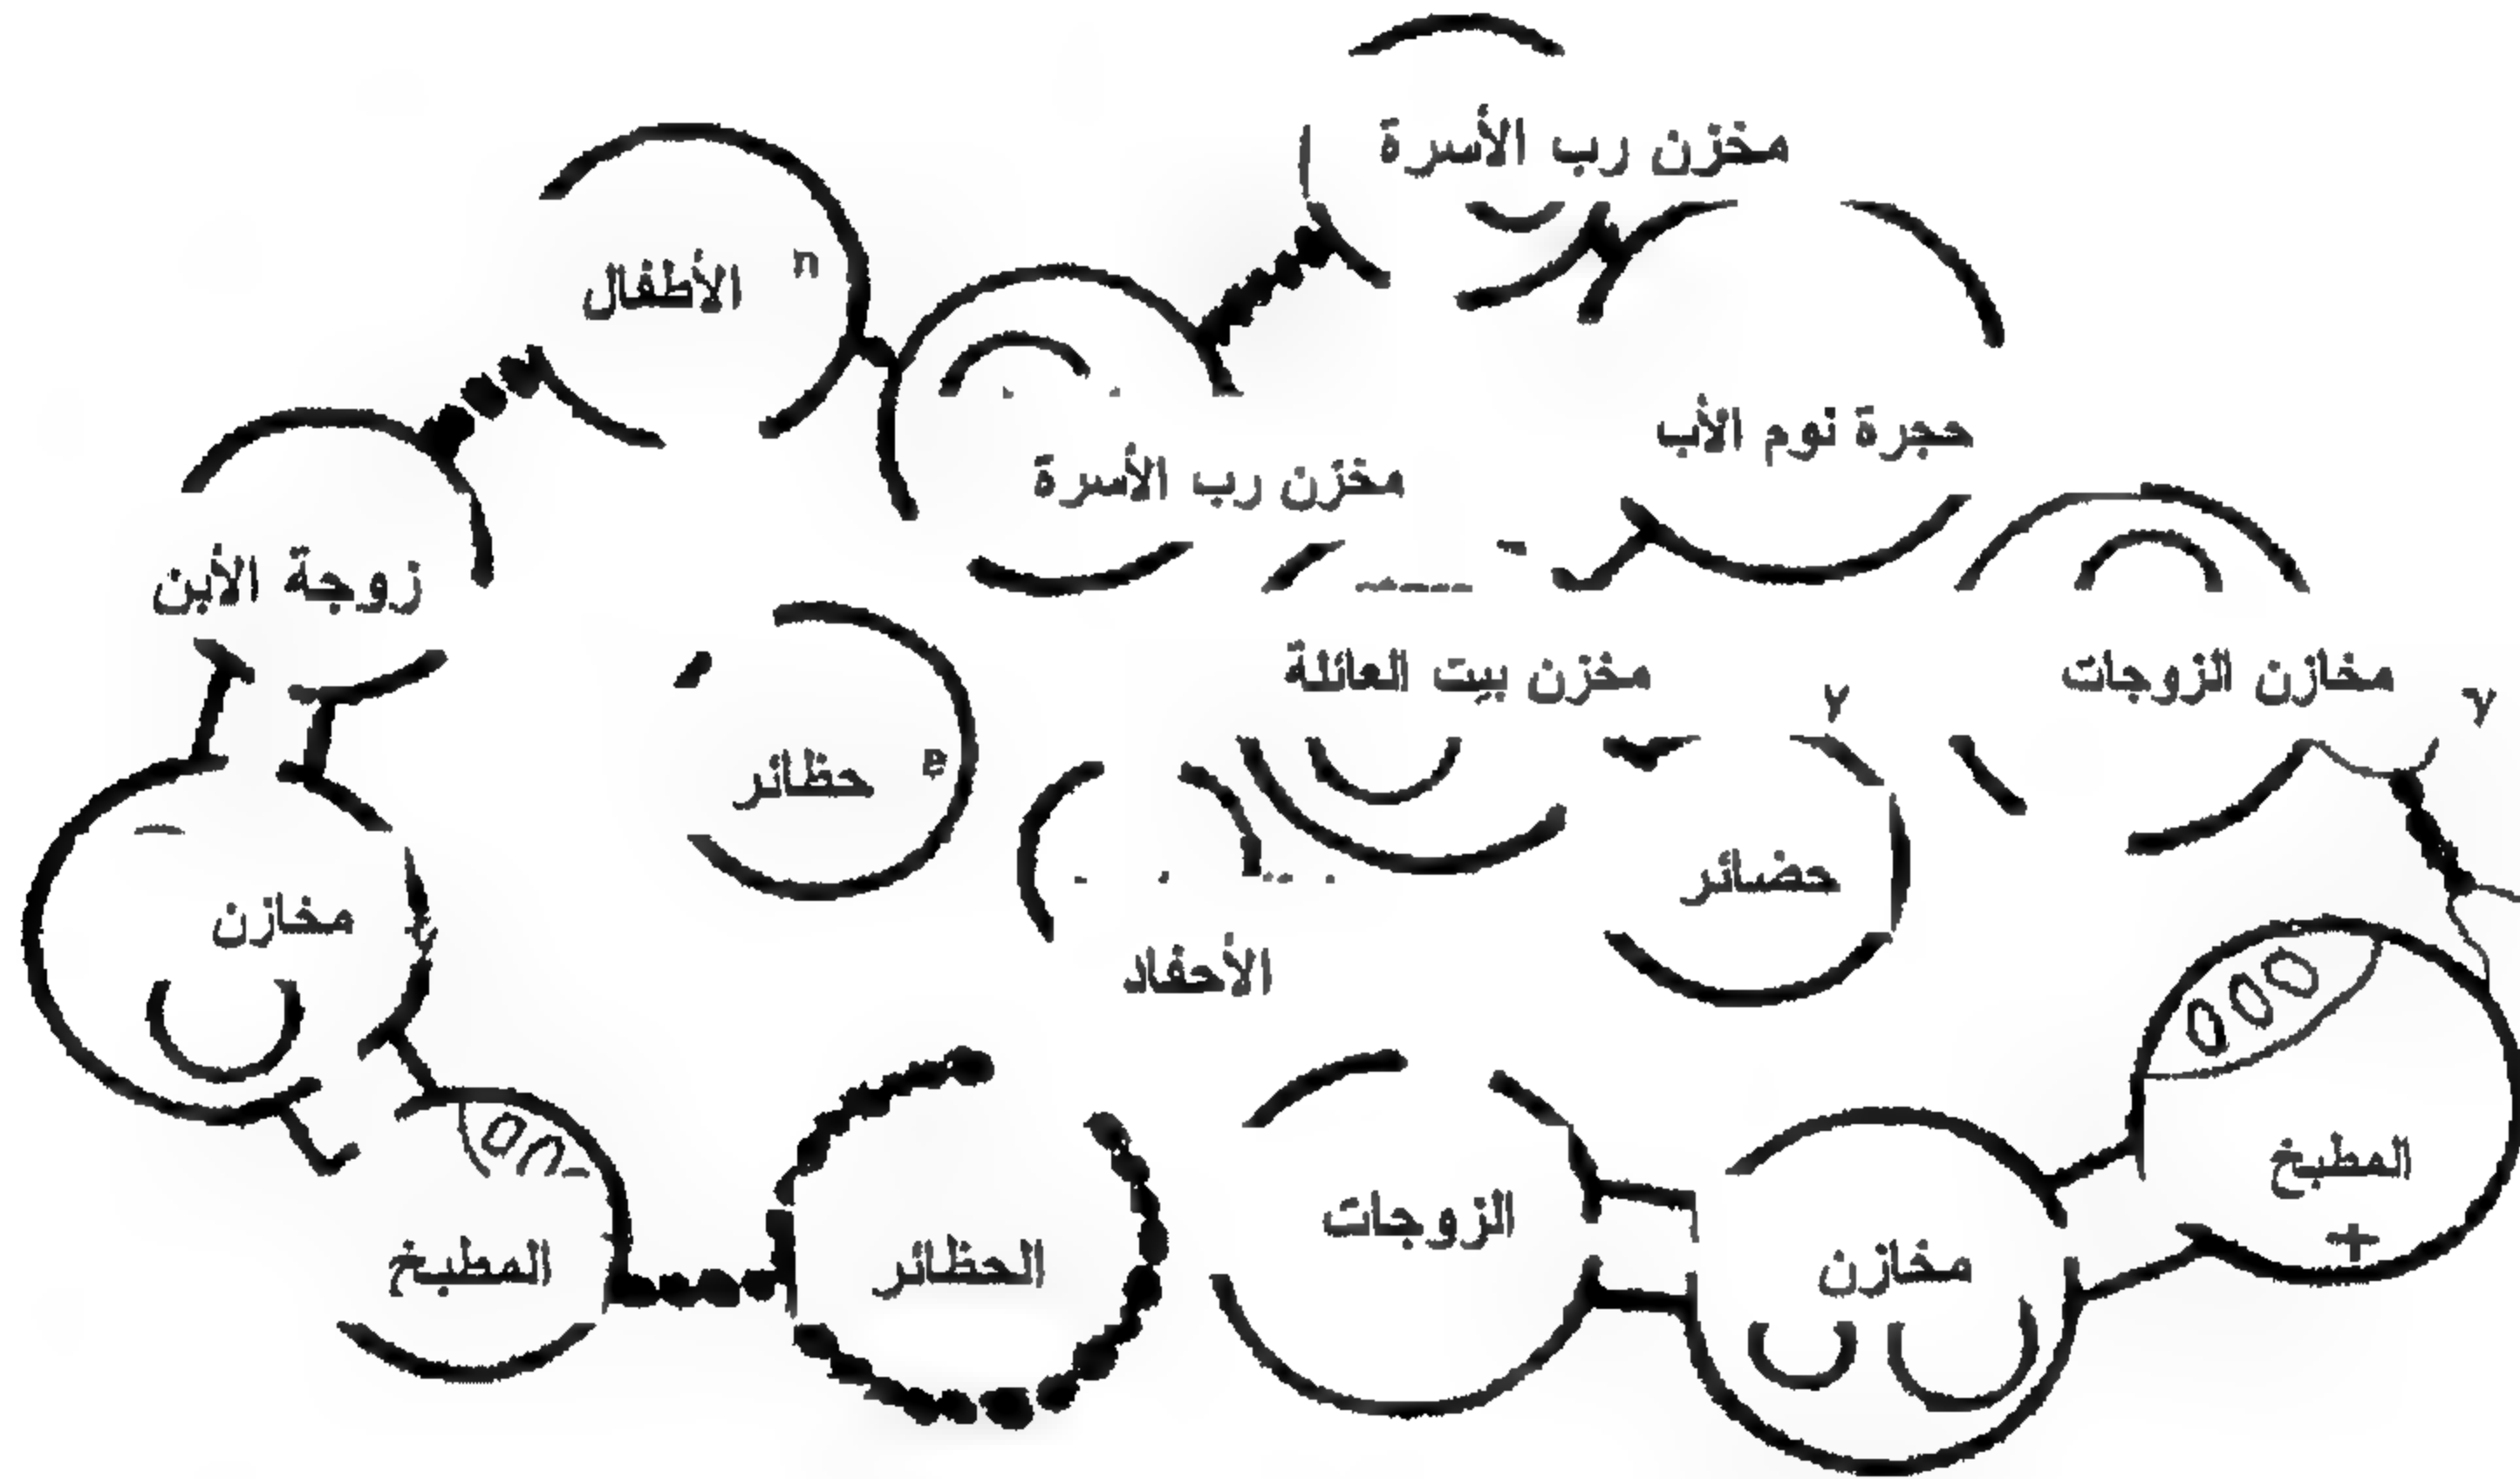 مخزن رب الأسرة
الأطفال n
حجرة نوم الأب
مخزن رب الأسرة
زوجة الأبن
مخزن بيت العائلة
مخازن الزوجات
حظائر e
حضائر
مخازن
الأحفاد
المطبخ
الزوجات
الحظائر
المطبخ
مخازن